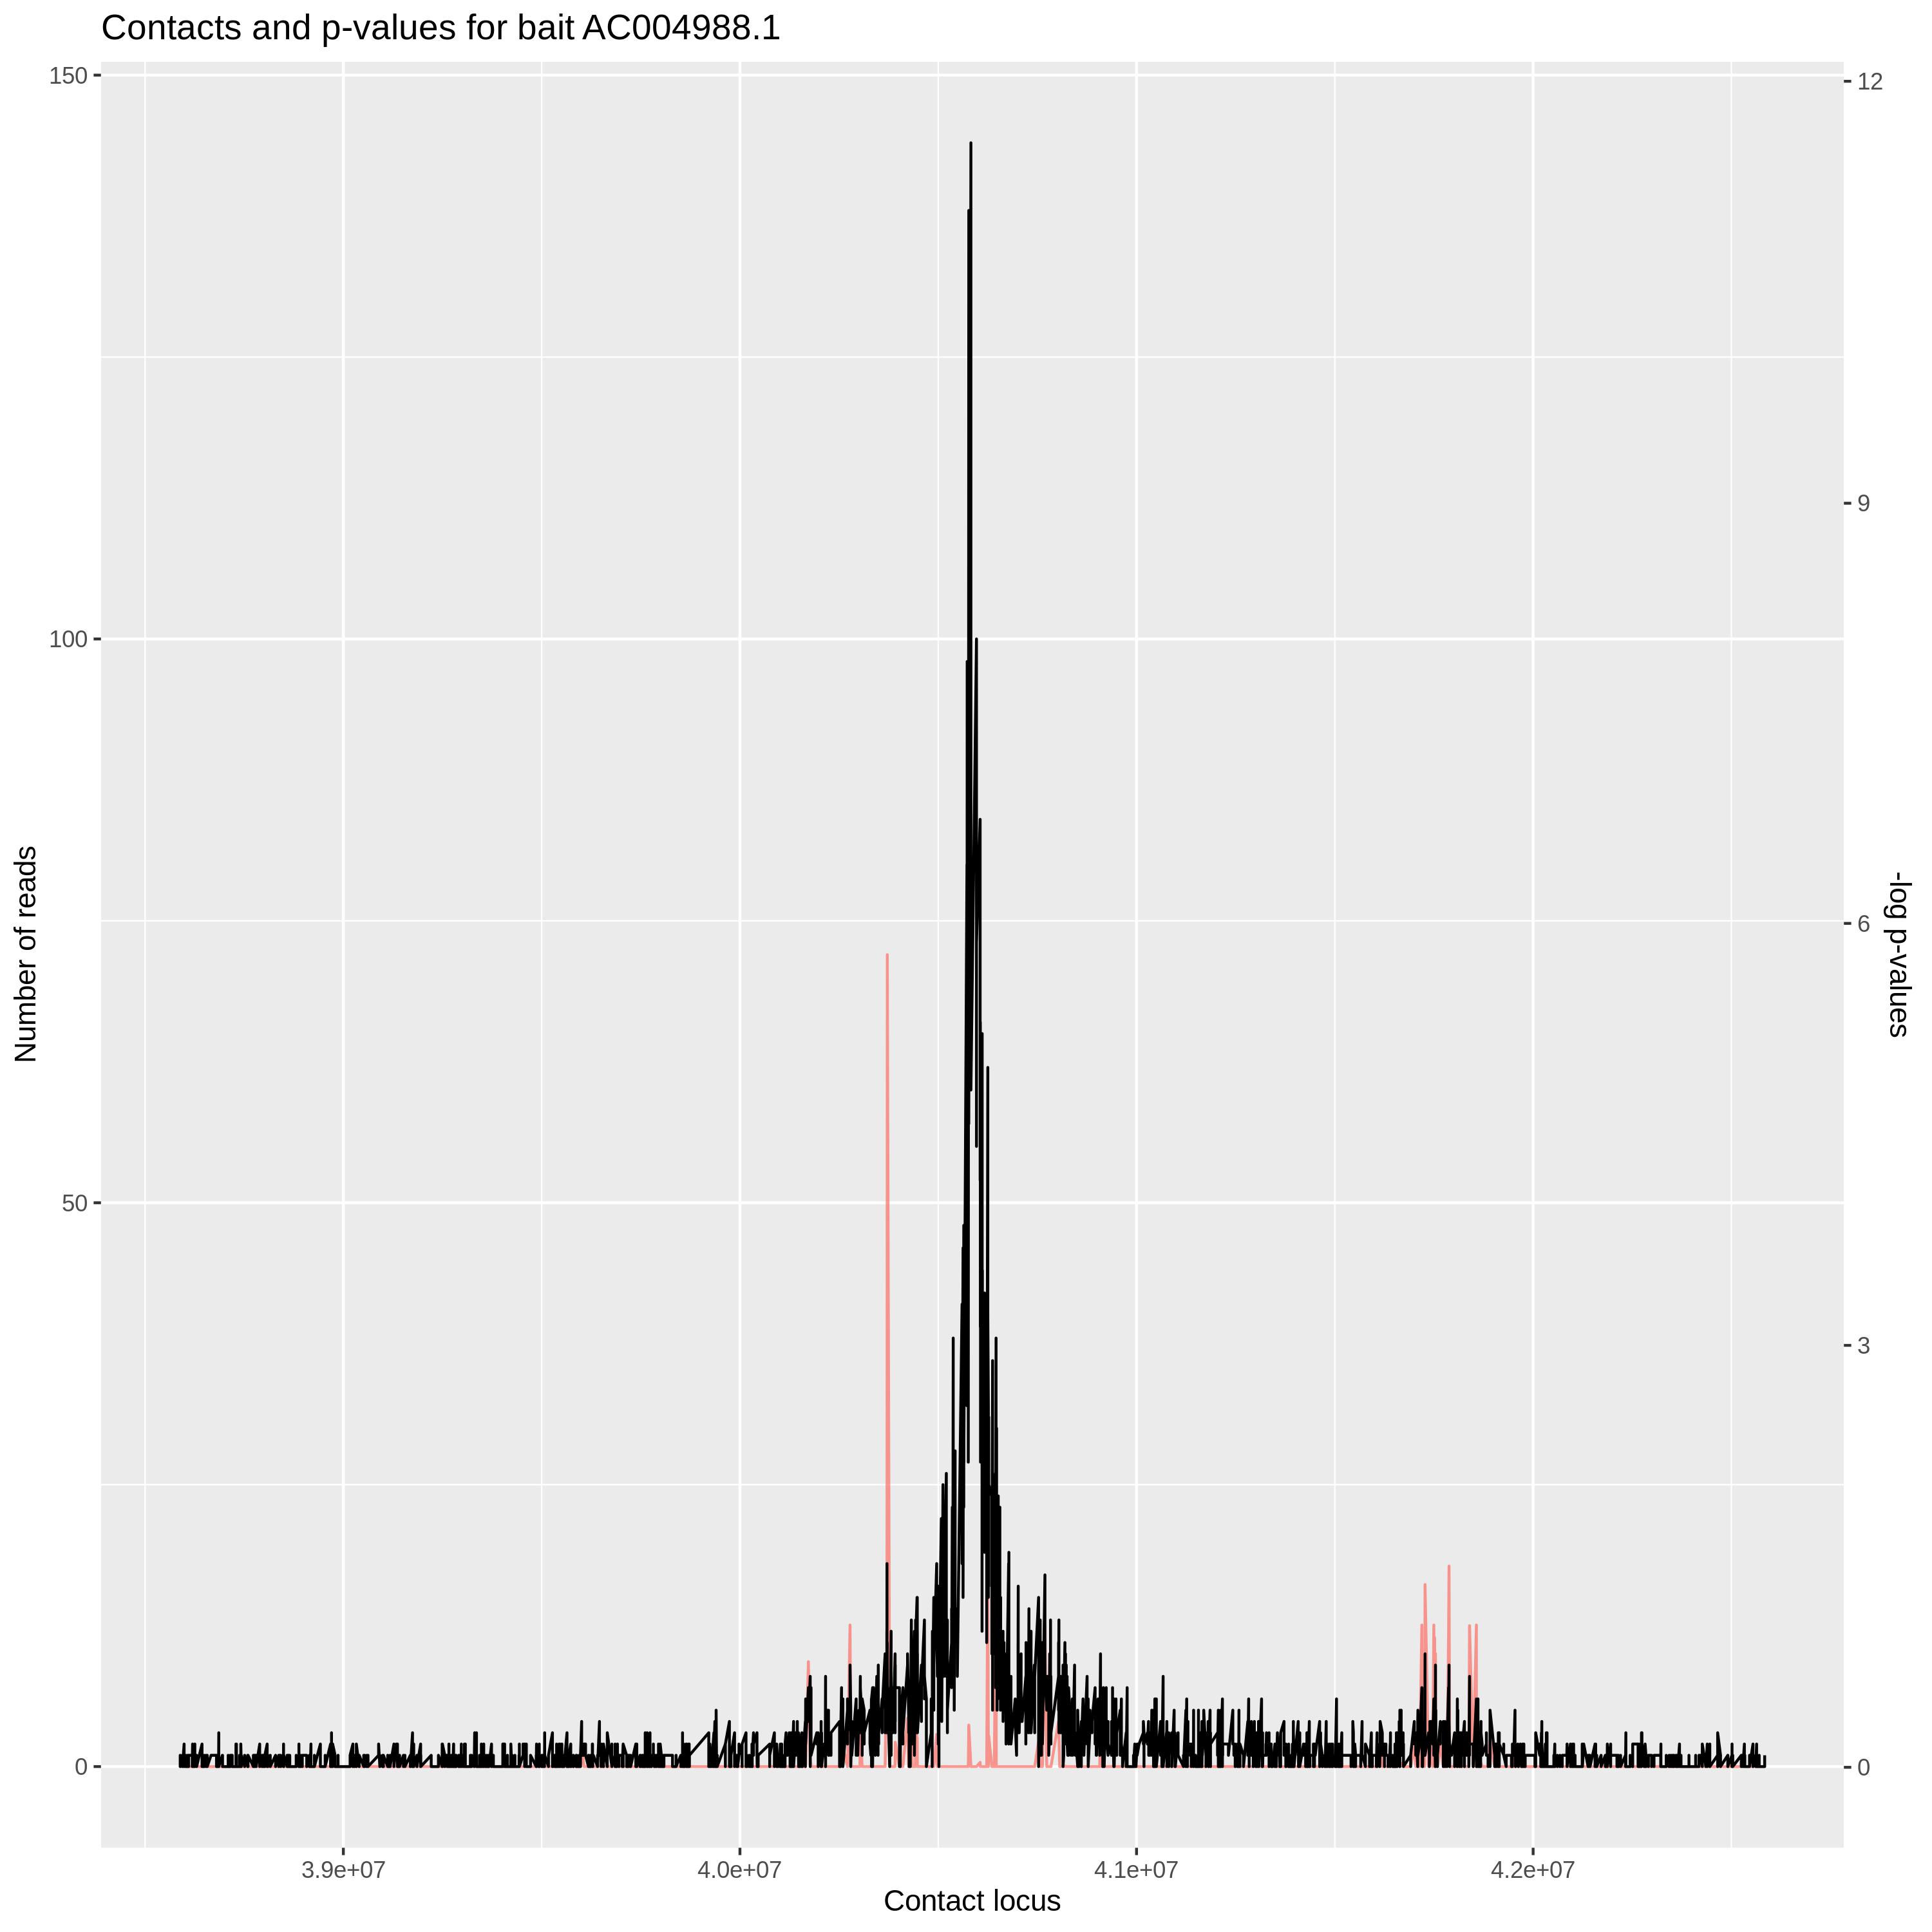 Contacts and p-values for bait AC004988.1
150
100
50
0
Number of reads
12
9
6
3
0
-log p-values
3.9e+07 4.0e+07 4.1e+07 4.2e+07
Contact locus